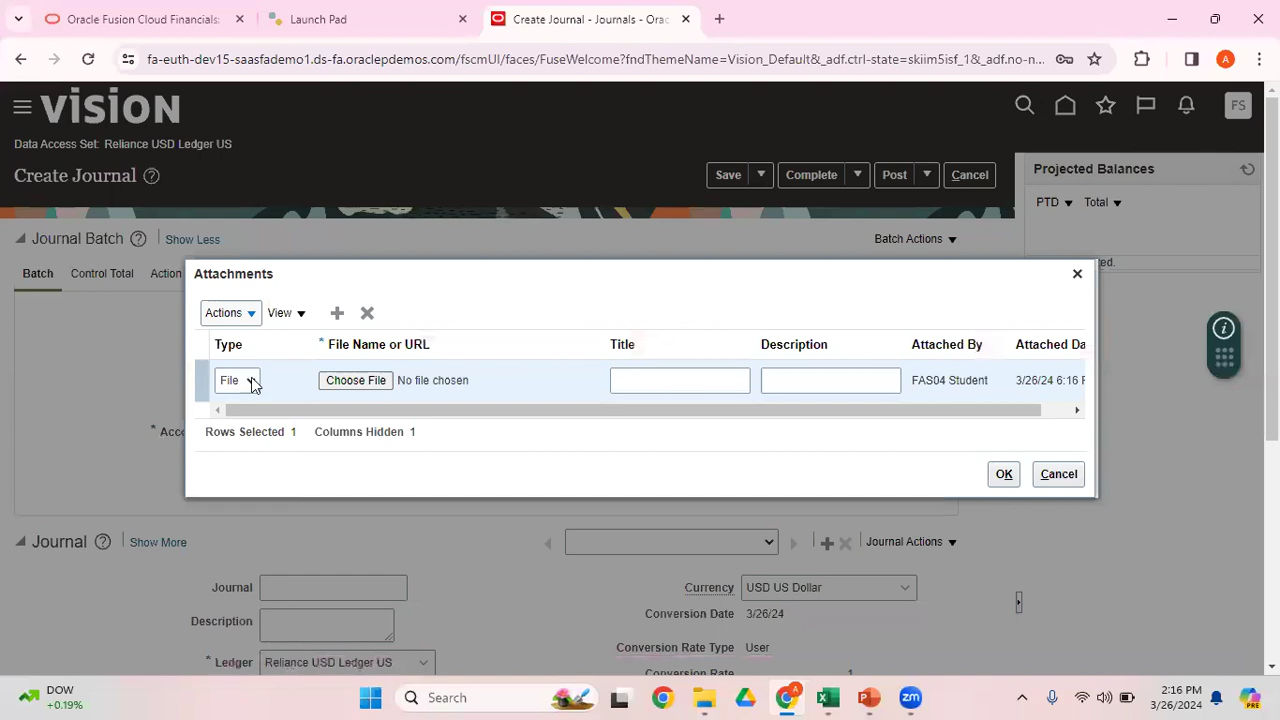 Oracle Fusion Cloud Financials:
Launch Pad
Create Journal - Journals - Orac
fa-euth-dev15-saasfademo1.ds-fa.oraclepdemos.com/fscmUI/faces/FuseWelcome?fndThemeName=Vision_Default&_adf.ctrl-state=skiim5isf_1&_adf.no-n...
A
vision
FS
Data Access Set: Reliance USD Ledger US
Create Journal
Save
Complete
Post
Cancel
Projected Balances
PTD
Total
Journal Batch
Show Less
Batch Actions
Batch
Control Total
Action
Attachments
Actions
View
Type
* File Name or URL
Title
Description
Attached By
Attached Da
File
Choose File No file chosen
FAS04 Student
3/26/24 6:16 P
* Acco
Rows Selected 1
Columns Hidden 1
OK
Cancel
Journal
Show More
Journal Actions
Journal
Description
* Ledger
Reliance USD Ledger US
Currency
USD US Dollar
Conversion Date
3/26/24
Conversion Rate Type
User
Conversion Rate
1
DOW
+0.19%
Search
2:16 PM
3/26/2024